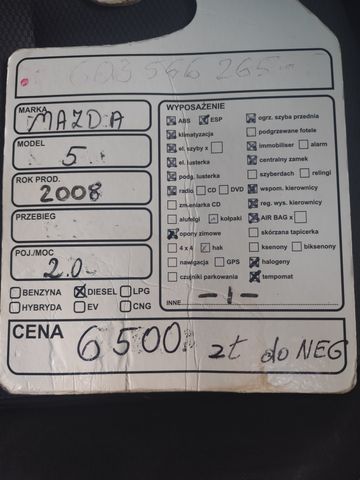 603 566 265
MARKA MAZDA
MODEL 5
ROK PROD. 2008
PRZEBIEG
POJ/MOC 2.0
BENZYNA DIESEL LPG
HYBRYDA EV CNG
WYPOSAŻENIE
ABS ESP
klimatyzacja
el. szyby x
el. lusterka
podg. lusterka
radio CD DVD
zmieniarka CD
alufelgi kołpaki
opony zimowe
4 x 4 hak
nawigacja GPS
czujniki parkowania
ogrz. szyba przednia
podgrzewane fotele
immobiliser alarm
centralny zamek
szyberdach relingi
wspom. kierownicy
reg. wys. kierownicy
AIR BAG x
skórzana tapicerka
ksenony biksenony
halogeny
tempomat
INNE -1-
CENA 6500 zł do NEG